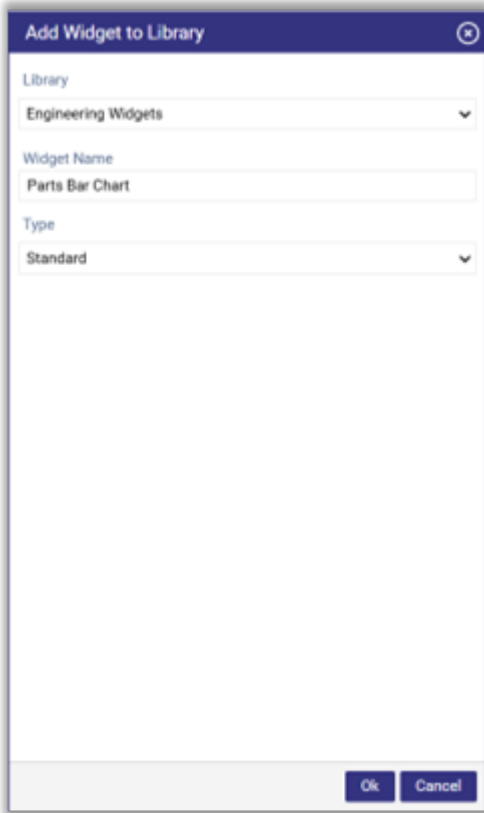 Add Widget to Library
Library
Engineering Widgets
Widget Name
Parts Bar Chart
Type
Standard
Ok Cancel